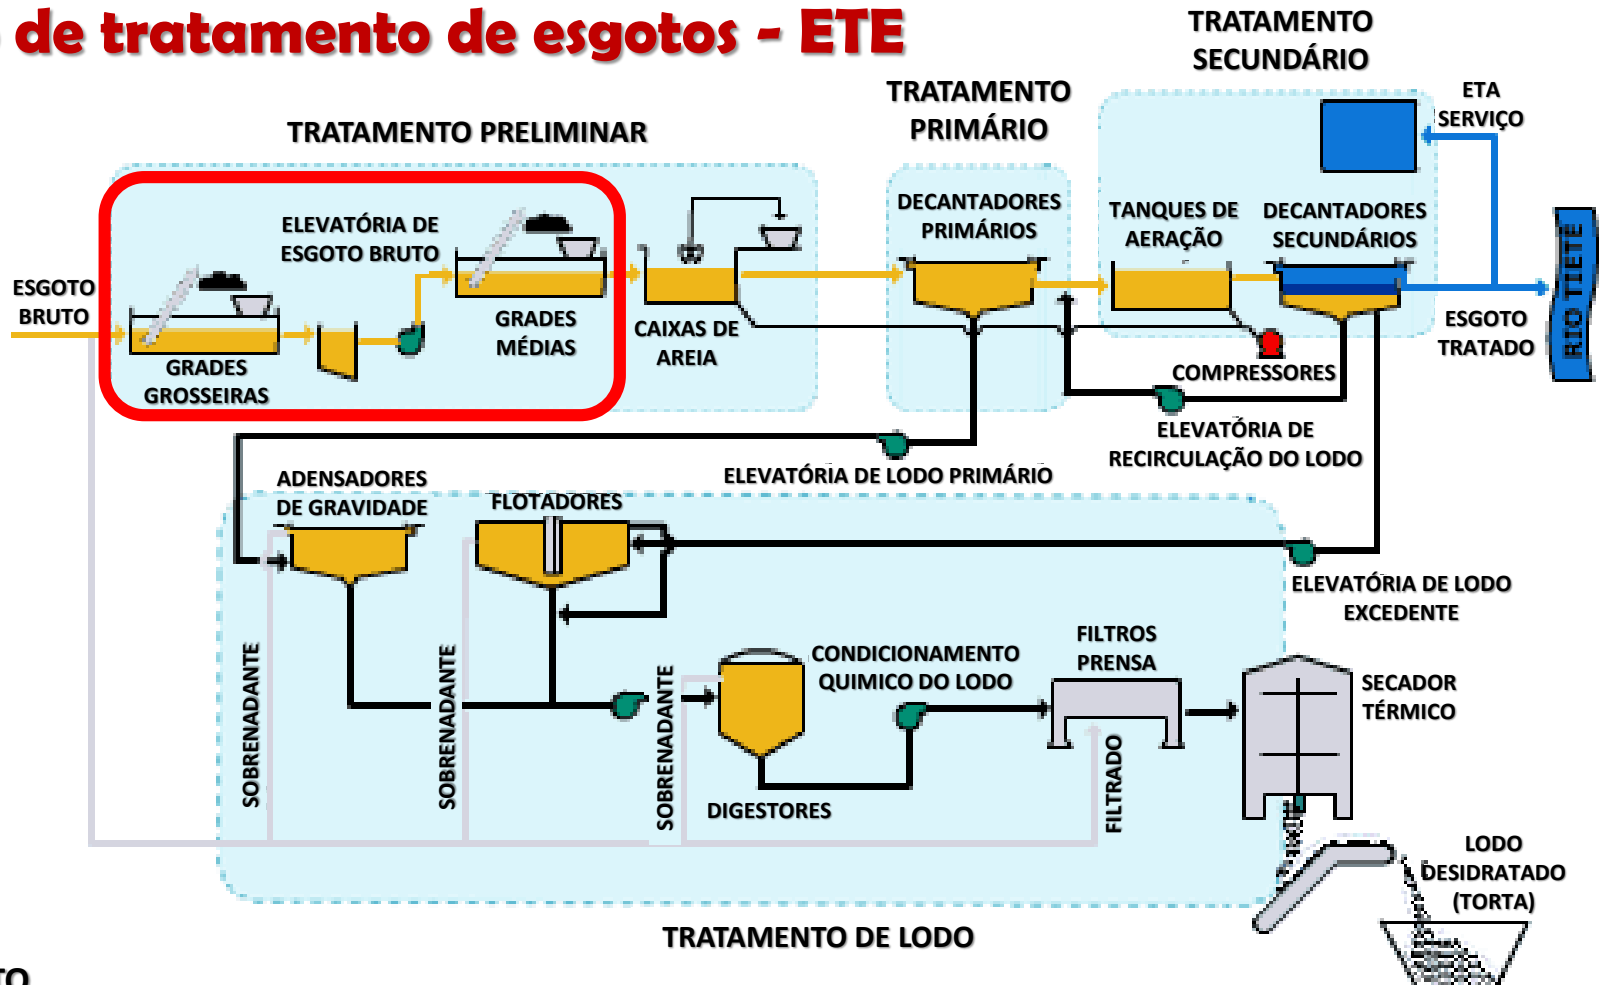 de tratamento de esgotos - ETE
TRATAMENTO
SECUNDÁRIO
TRATAMENTO
PRIMÁRIO
TRATAMENTO PRELIMINAR
ETA
SERVIÇO
ELEVATÓRIA DE
ESGOTO BRUTO
DECANTADORES
PRIMÁRIOS
TANQUES DE
AERAÇÃO
DECANTADORES
SECUNDÁRIOS
ESGOTO
BRUTO
GRADES
GROSSEIRAS
GRADES
MÉDIAS
CAIXAS DE
AREIA
COMPRESSORES
ESGOTO
TRATADO
RIO TIETÊ
ELEVATÓRIA DE
RECIRCULAÇÃO DO LODO
ELEVATÓRIA DE LODO PRIMÁRIO
ADENSADORES
DE GRAVIDADE
FLOTADORES
ELEVATÓRIA DE LODO
EXCEDENTE
SOBRENADANTE
SOBRENADANTE
SOBRENADANTE
CONDICIONAMENTO
QUIMICO DO LODO
FILTROS
PRENSA
SECADOR
TÉRMICO
DIGESTORES
FILTRADO
LODO
DESIDRATADO
(TORTA)
TRATAMENTO DE LODO
TO